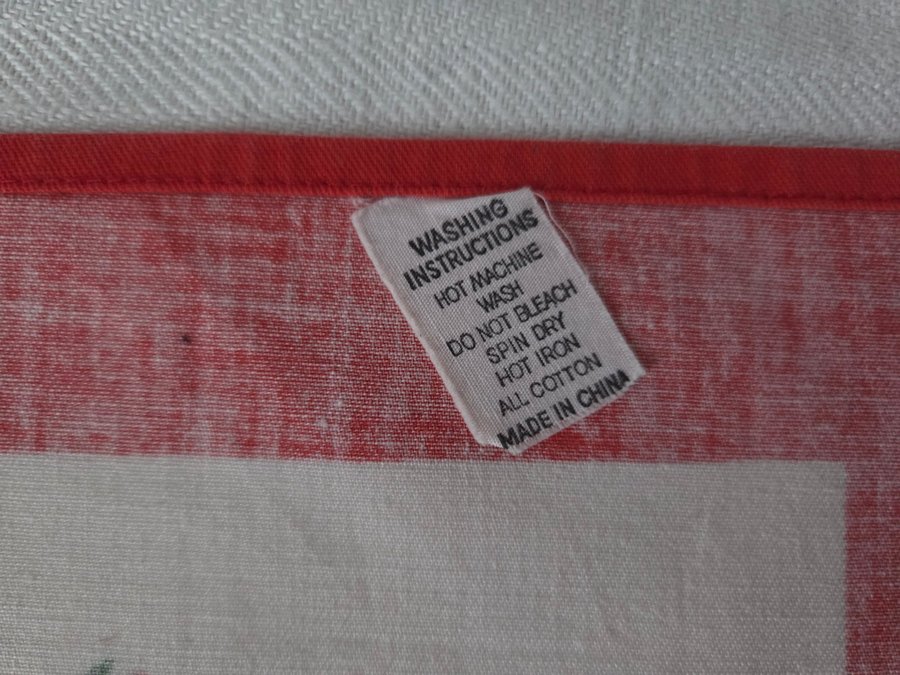 WASHING
INSTRUCTIONS
HOT MACHINE
WASH
DO NOT BLEACH
SPIN DRY
HOT IRON
ALL COTTON
MADE IN CHINA